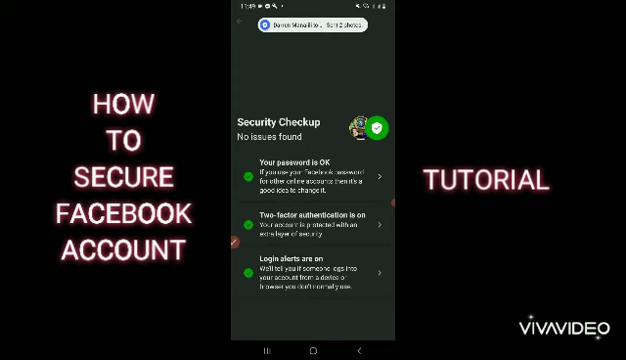 11:49
HOW
TO
SECURE
FACEBOOK
ACCOUNT
Security Checkup
No issues found
Your password is OK
If you use your Facebook password
for other online accounts then it's a
good idea to change it.
Two-factor authentication is on
Your account is protected with an
extra layer of security
Login alerts are on
We'll tell you if someone logs into
your account from a device or
browser you don't normally use.
TUTORIAL
VIVAVIDEO